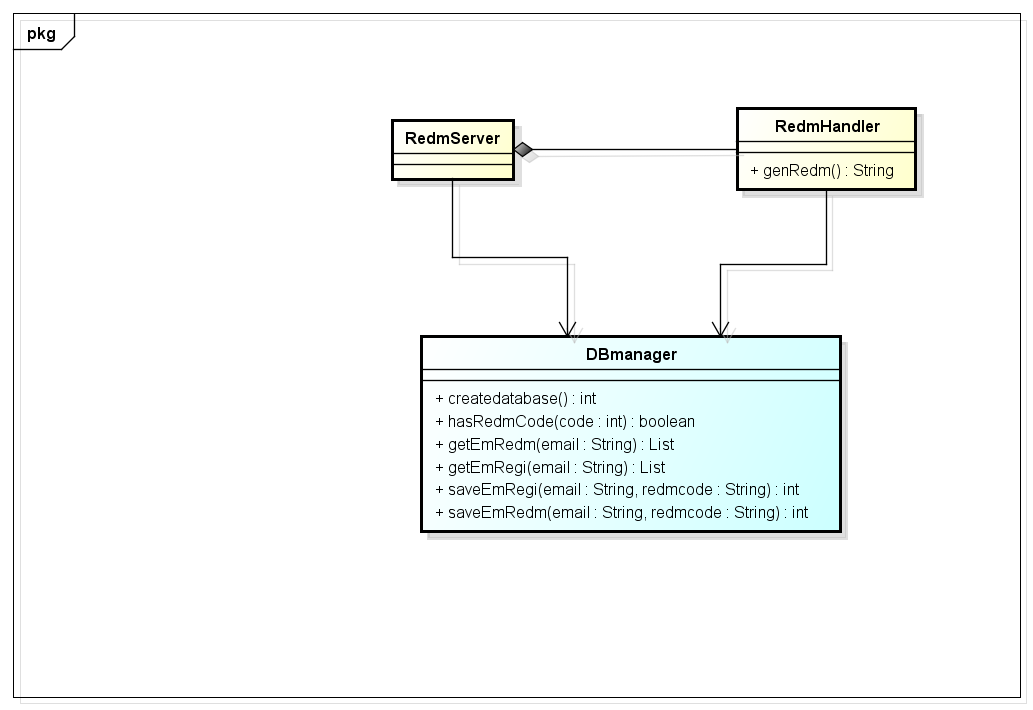 pkg
RedmServer
RedmHandler
+ genRedm() : String
DBmanager
+ createdatabase() : int
+ hasRedmCode(code : int) : boolean
+ getEmRedm(email : String) : List
+ getEmRegi(email : String) : List
+ saveEmRegi(email : String, redmcode : String) : int
+ saveEmRedm(email : String, redmcode : String) : int